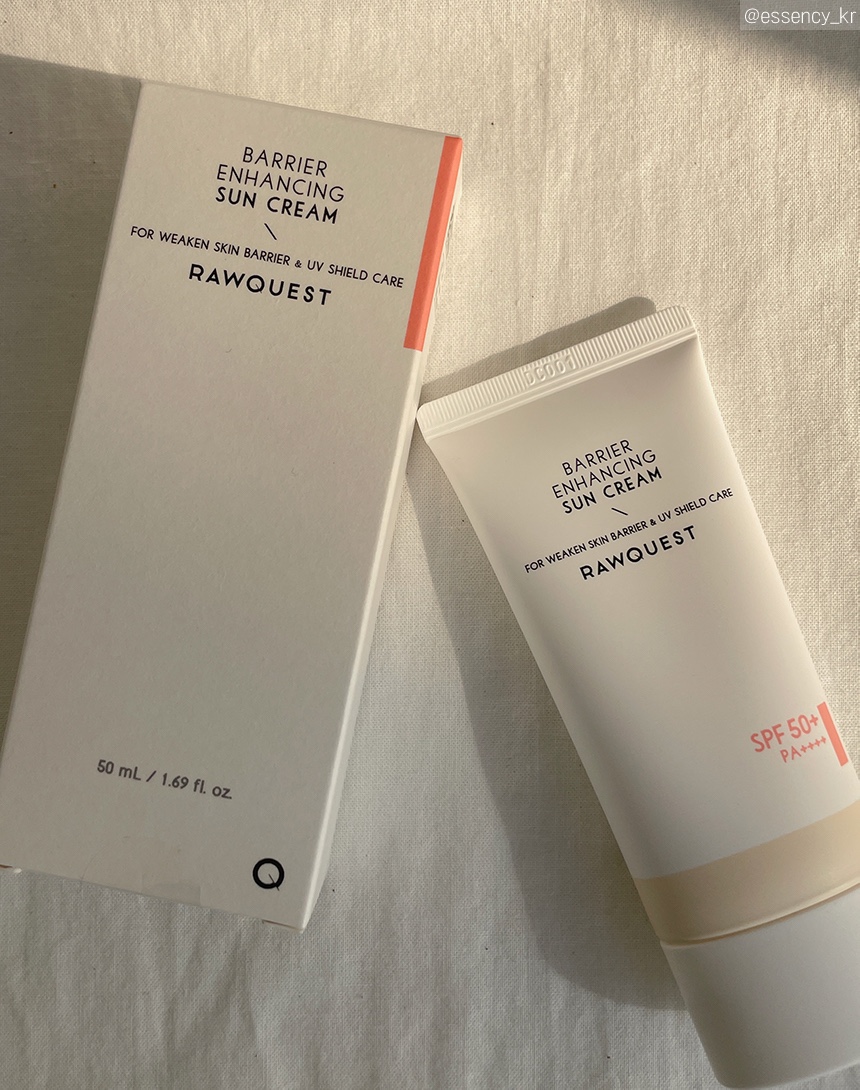 @essency_kr
BARRIER
ENHANCING
SUN CREAM
\
FOR WEAKEN SKIN BARRIER & UV SHIELD CARE
RAWQUEST
50 mL / 1.69 fl. oz.
Q
BARRIER
ENHANCING
SUN CREAM
\
FOR WEAKEN SKIN BARRIER & UV SHIELD CARE
RAWQUEST
SPF 50+
PA++++